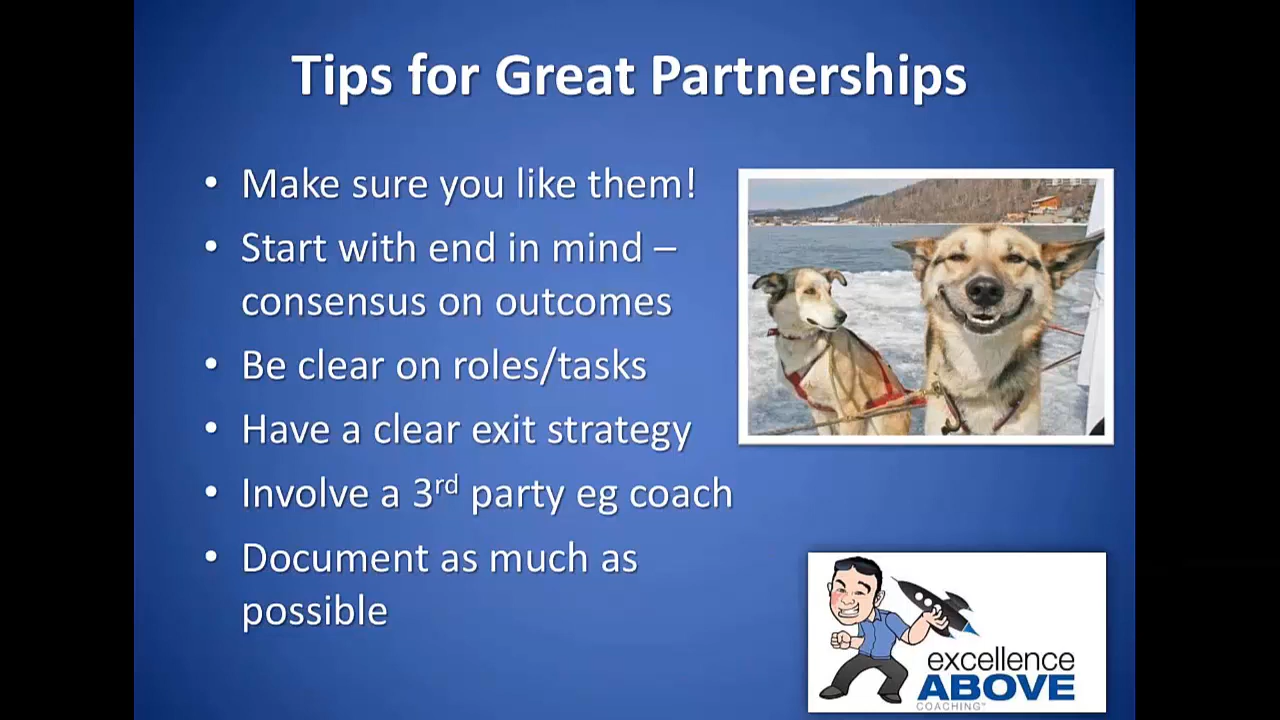 Tips for Great Partnerships
• Make sure you like them!
• Start with end in mind –
consensus on outcomes
• Be clear on roles/tasks
• Have a clear exit strategy
• Involve a 3rd party eg coach
• Document as much as
possible
excellence
ABOVE
COACHING™